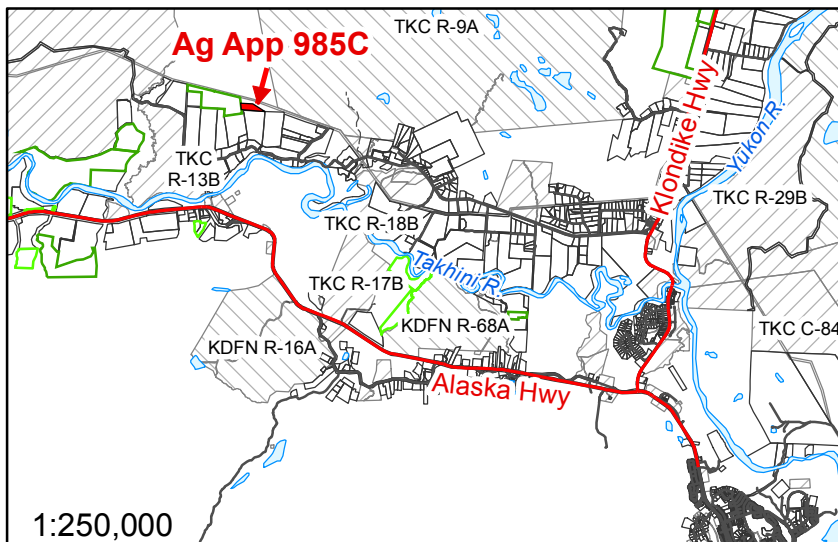 TKC R-9A
Ag App 985C
Klondike Hwy
Yukon R.
TKC
R-13B
TKC R-29B
TKC R-18B
Takhini R.
TKC R-17B
KDFN R-68A
TKC C-84
KDFN R-16A
Alaska Hwy
1:250,000